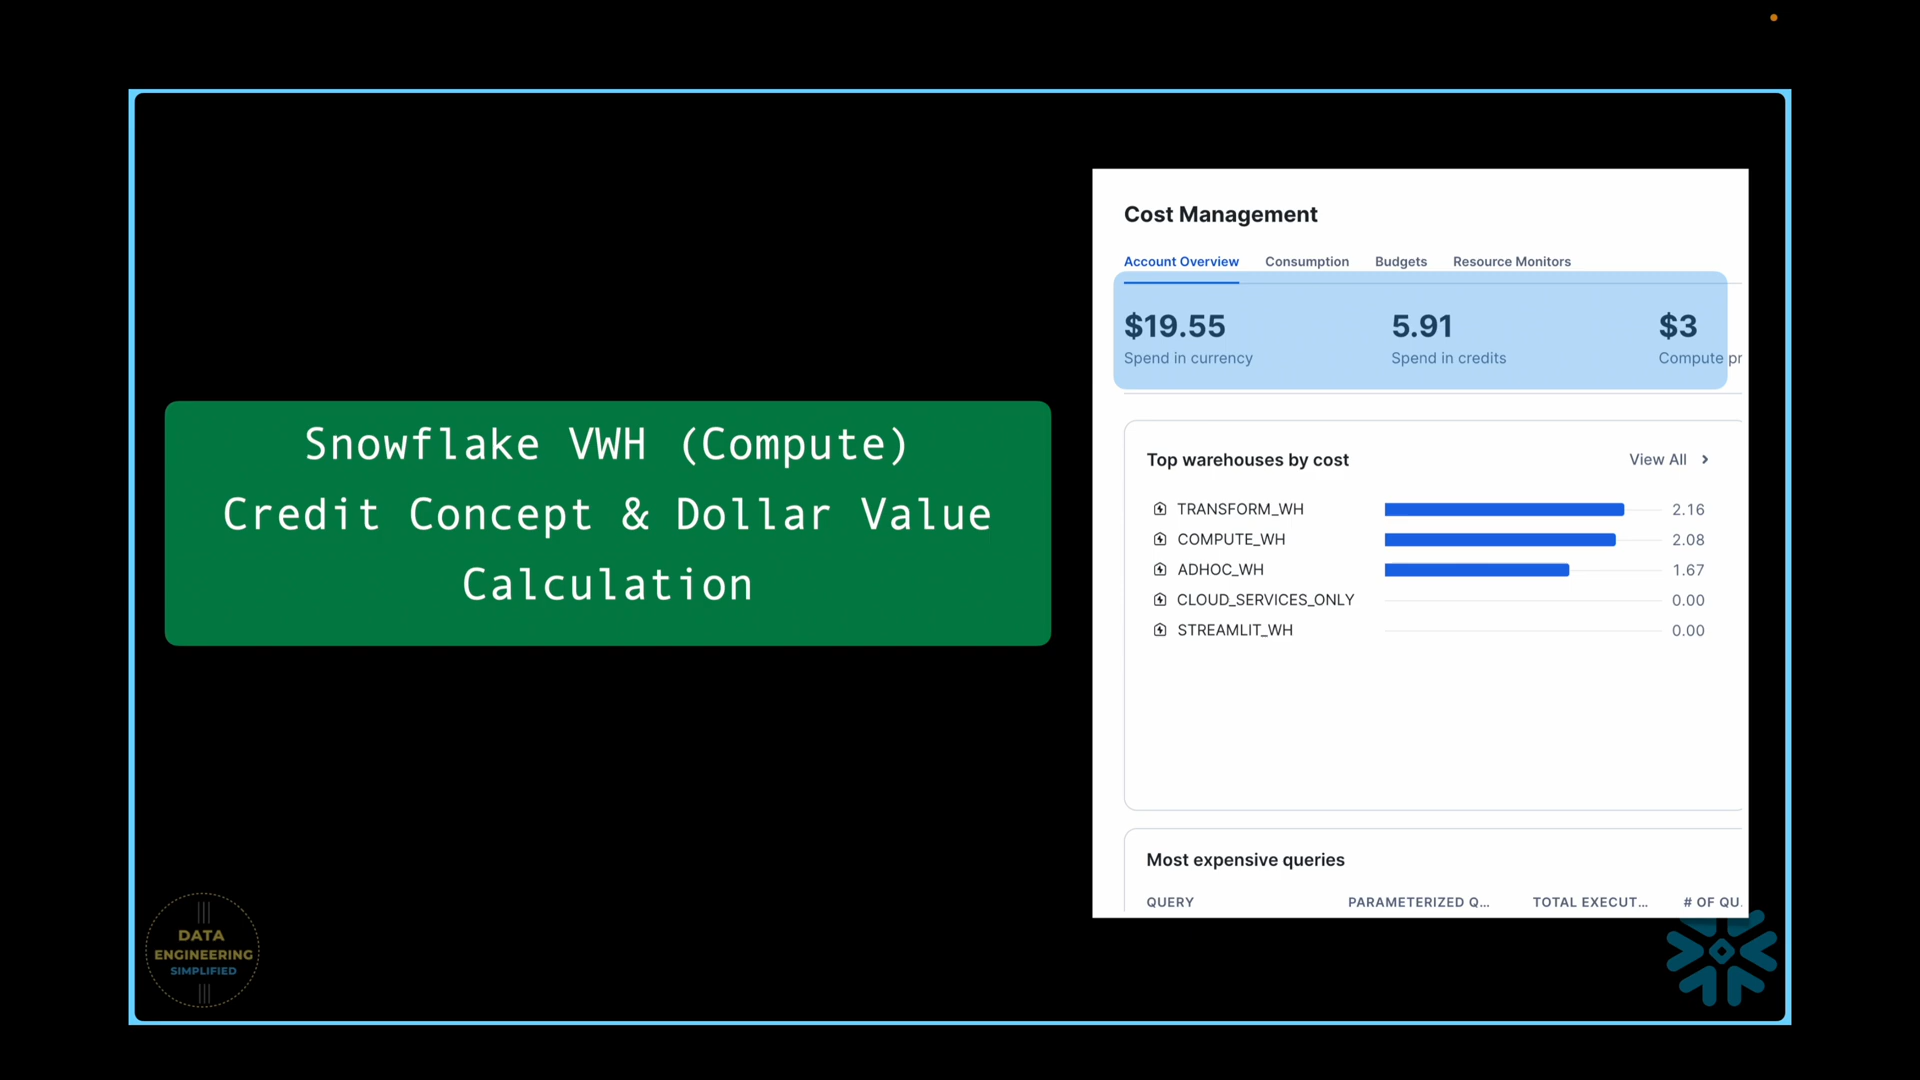 Snowflake VWH (Compute)
Credit Concept & Dollar Value
Calculation
Cost Management
Account Overview Consumption Budgets Resource Monitors
$19.55 5.91 $3
Spend in currency Spend in credits Compute pr
Top warehouses by cost View All
TRANSFORM_WH 2.16
COMPUTE_WH 2.08
ADHOC_WH 1.67
CLOUD_SERVICES_ONLY 0.00
STREAMLIT_WH 0.00
Most expensive queries
QUERY PARAMETERIZED Q... TOTAL EXECUT... # OF QU.
DATA
ENGINEERING
SIMPLIFIED